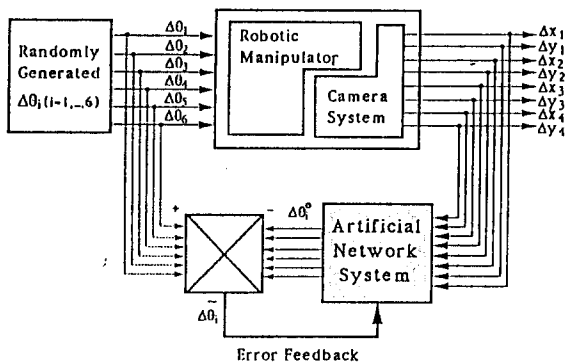 Randomly
Generated
Δθi(i=1,_,6)
Δθ1
Δθ2
Δθ3
Δθ4
Δθ5
Δθ6
Robotic
Manipulator
Camera
System
Δx1
Δy1
Δx2
Δy2
Δx3
Δy3
Δx4
Δy4
+
-
Δθi°
Artificial
Network
System
Δθ̃i
Error Feedback